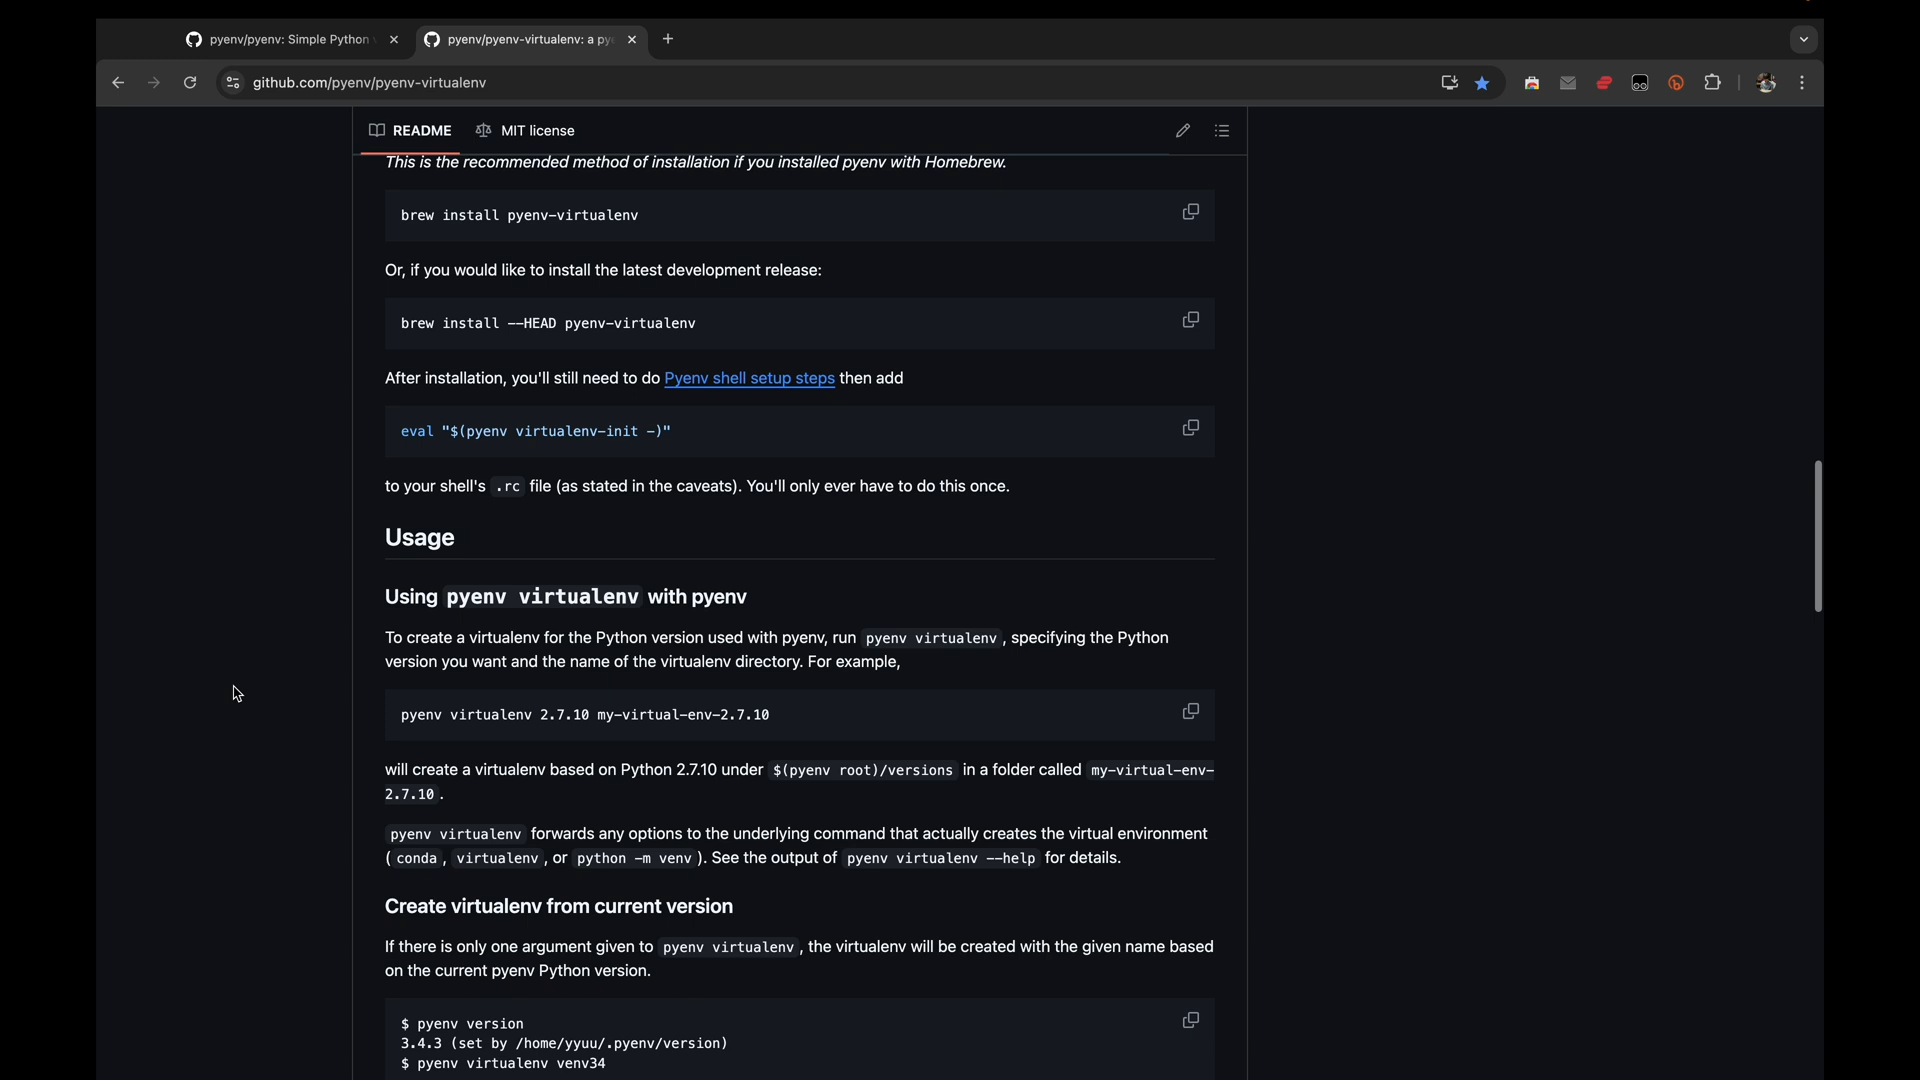 pyenv/pyenv: Simple Python
pyenv/pyenv-virtualenv: a py
github.com/pyenv/pyenv-virtualenv
README
MIT license
This is the recommended method of installation if you installed pyenv with Homebrew.
brew install pyenv-virtualenv
Or, if you would like to install the latest development release:
brew install --HEAD pyenv-virtualenv
After installation, you'll still need to do Pyenv shell setup steps then add
eval "$(pyenv virtualenv-init -)"
to your shell's .rc file (as stated in the caveats). You'll only ever have to do this once.
Usage
Using pyenv virtualenv with pyenv
To create a virtualenv for the Python version used with pyenv, run pyenv virtualenv, specifying the Python
version you want and the name of the virtualenv directory. For example,
pyenv virtualenv 2.7.10 my-virtual-env-2.7.10
will create a virtualenv based on Python 2.7.10 under $(pyenv root)/versions in a folder called my-virtual-env-
2.7.10.
pyenv virtualenv forwards any options to the underlying command that actually creates the virtual environment
(conda, virtualenv, or python -m venv). See the output of pyenv virtualenv --help for details.
Create virtualenv from current version
If there is only one argument given to pyenv virtualenv, the virtualenv will be created with the given name based
on the current pyenv Python version.
$ pyenv version
3.4.3 (set by /home/yyuu/.pyenv/version)
$ pyenv virtualenv venv34